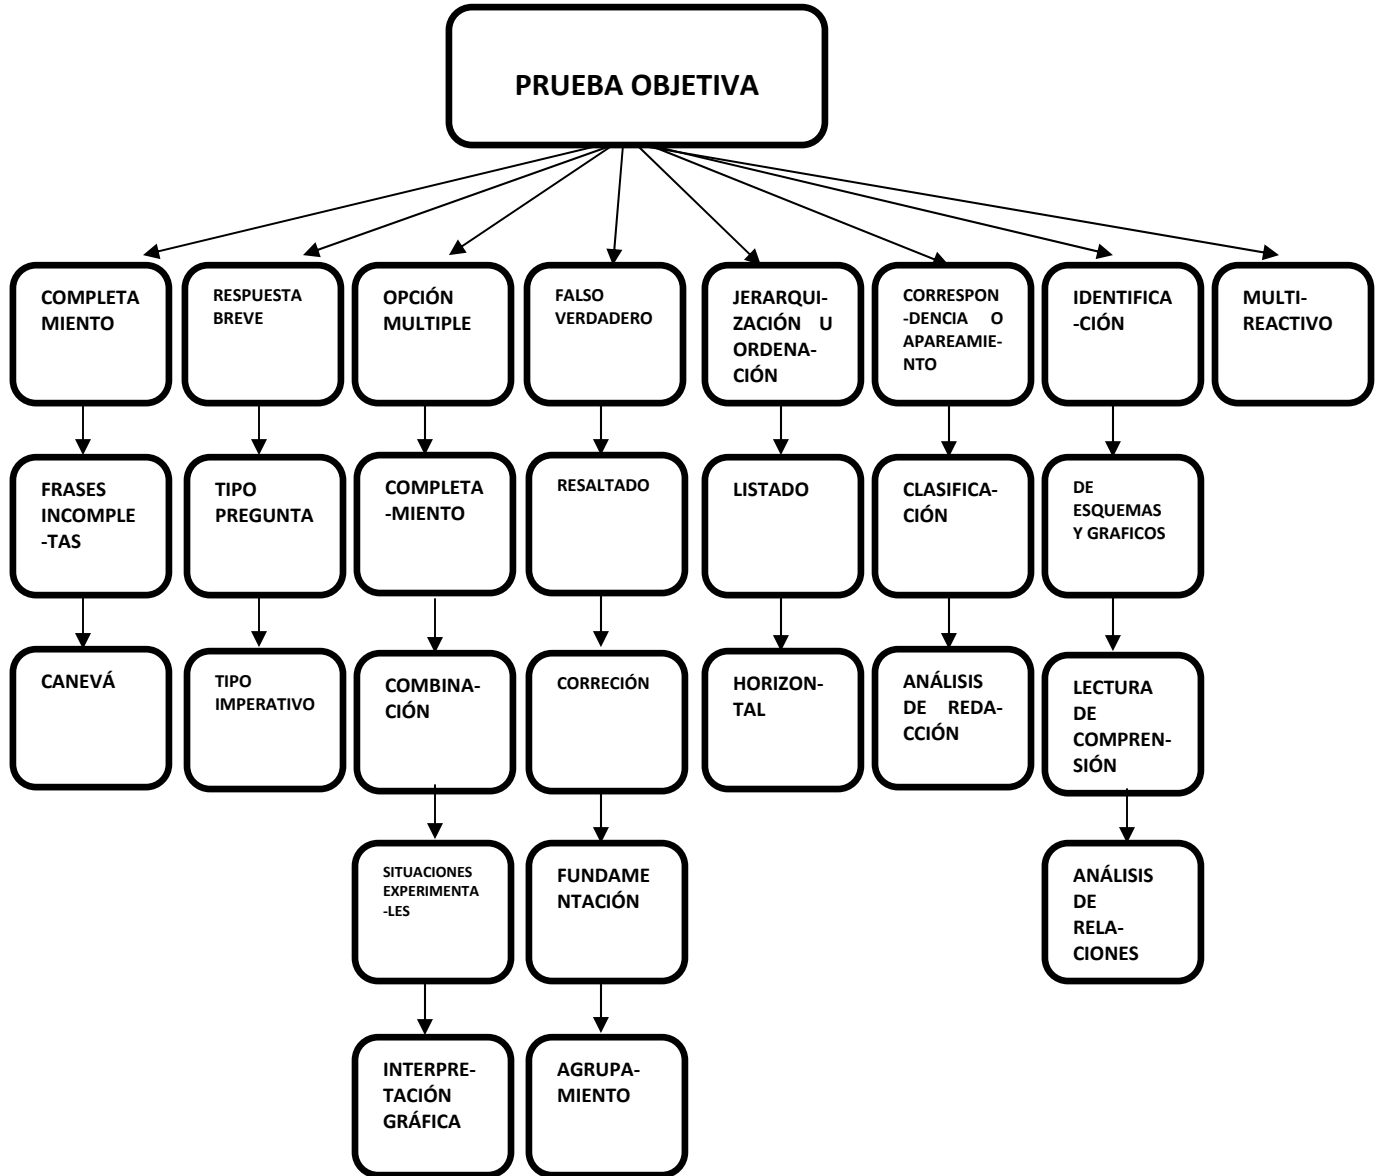 PRUEBA OBJETIVA
COMPLETA
MIENTO
RESPUESTA
BREVE
OPCIÓN
MULTIPLE
FALSO
VERDADERO
JERARQUI-
ZACIÓN U
ORDENA-
CIÓN
CORRESPON
-DENCIA O
APAREAMIE-
NTO
IDENTIFICA
-CIÓN
MULTI-
REACTIVO
FRASES
INCOMPLE
-TAS
TIPO
PREGUNTA
COMPLETA
-MIENTO
RESALTADO
LISTADO
CLASIFICA-
CIÓN
DE
ESQUEMAS
Y GRAFICOS
CANEVÁ
TIPO
IMPERATIVO
COMBINA-
CIÓN
CORRECIÓN
HORIZON-
TAL
ANÁLISIS
DE REDA-
CCIÓN
LECTURA
DE
COMPREN-
SIÓN
SITUACIONES
EXPERIMENTA
-LES
FUNDAME
NTACIÓN
ANÁLISIS
DE
RELA-
CIONES
INTERPRE-
TACIÓN
GRÁFICA
AGRUPA-
MIENTO